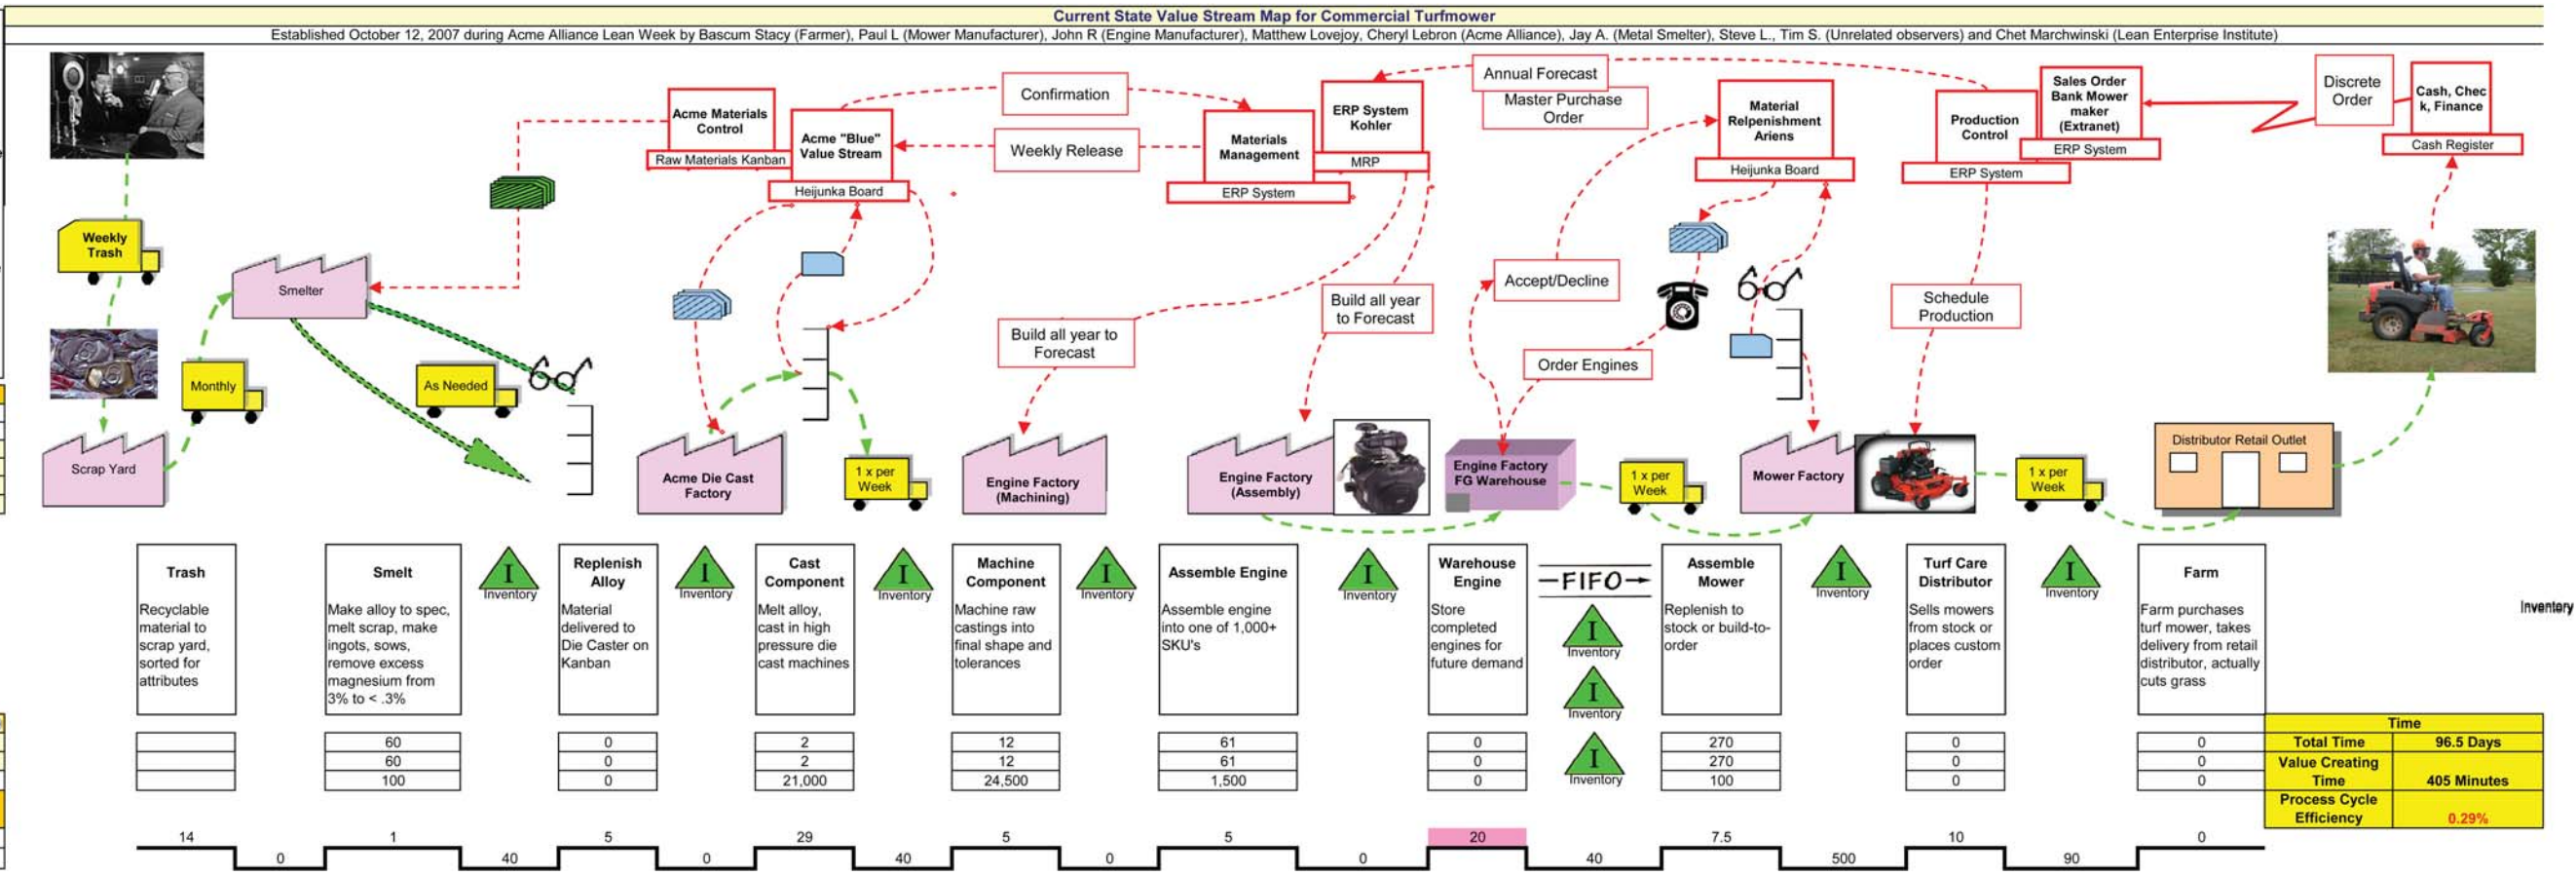 Current State Value Stream Map for Commercial Turfmower
Established October 12, 2007 during Acme Alliance Lean Week by Bascum Stacy (Farmer), Paul L (Mower Manufacturer), John R (Engine Manufacturer), Matthew Lovejoy, Cheryl Lebron (Acme Alliance), Jay A. (Metal Smelter), Steve L., Tim S. (Unrelated observers) and Chet Marchwinski (Lean Enterprise Institute)
Acme Materials
Control
Raw Materials Kanban
Acme "Blue"
Value Stream
Heijunka Board
Confirmation
Weekly Release
Materials
Management
ERP System
ERP System
Kohler
MRP
Annual Forecast
Master Purchase
Order
Material
Relpenishment
Ariens
Heijunka Board
Production
Control
ERP System
Sales Order
Bank Mower
maker
(Extranet)
ERP System
Discrete
Order
Cash, Chec
k, Finance
Cash Register
Weekly
Trash
Smelter
Monthly
As Needed
Scrap Yard
Acme Die Cast
Factory
1 x per
Week
Build all year to
Forecast
Engine Factory
(Machining)
Build all year
to Forecast
Engine Factory
(Assembly)
Accept/Decline
Order Engines
Engine Factory
FG Warehouse
1 x per
Week
Schedule
Production
Mower Factory
1 x per
Week
Distributor Retail Outlet
Trash
Recyclable
material to
scrap yard,
sorted for
attributes
Smelt
Make alloy to spec,
melt scrap, make
ingots, sows,
remove excess
magnesium from
3% to < .3%
60
60
100
I
Inventory
Replenish
Alloy
Material
delivered to
Die Caster on
Kanban
0
0
0
I
Inventory
Cast
Component
Melt alloy,
cast in high
pressure die
cast machines
2
2
21,000
I
Inventory
Machine
Component
Machine raw
castings into
final shape and
tolerances
12
12
24,500
I
Inventory
Assemble Engine
Assemble engine
into one of 1,000+
SKU's
61
61
1,500
I
Inventory
Warehouse
Engine
Store
completed
engines for
future demand
0
0
0
FIFO
I
Inventory
I
Inventory
I
Inventory
Assemble
Mower
Replenish to
stock or build-to-
order
270
270
100
I
Inventory
Turf Care
Distributor
Sells mowers
from stock or
places custom
order
0
0
0
I
Inventory
Farm
Farm purchases
turf mower, takes
delivery from retail
distributor, actually
cuts grass
0
0
0
Time
Total Time 96.5 Days
Value Creating
Time 405 Minutes
Process Cycle
Efficiency 0.29%
14 1 5 29 5 5 20 7.5 10 0
0 40 0 40 0 0 40 500 90